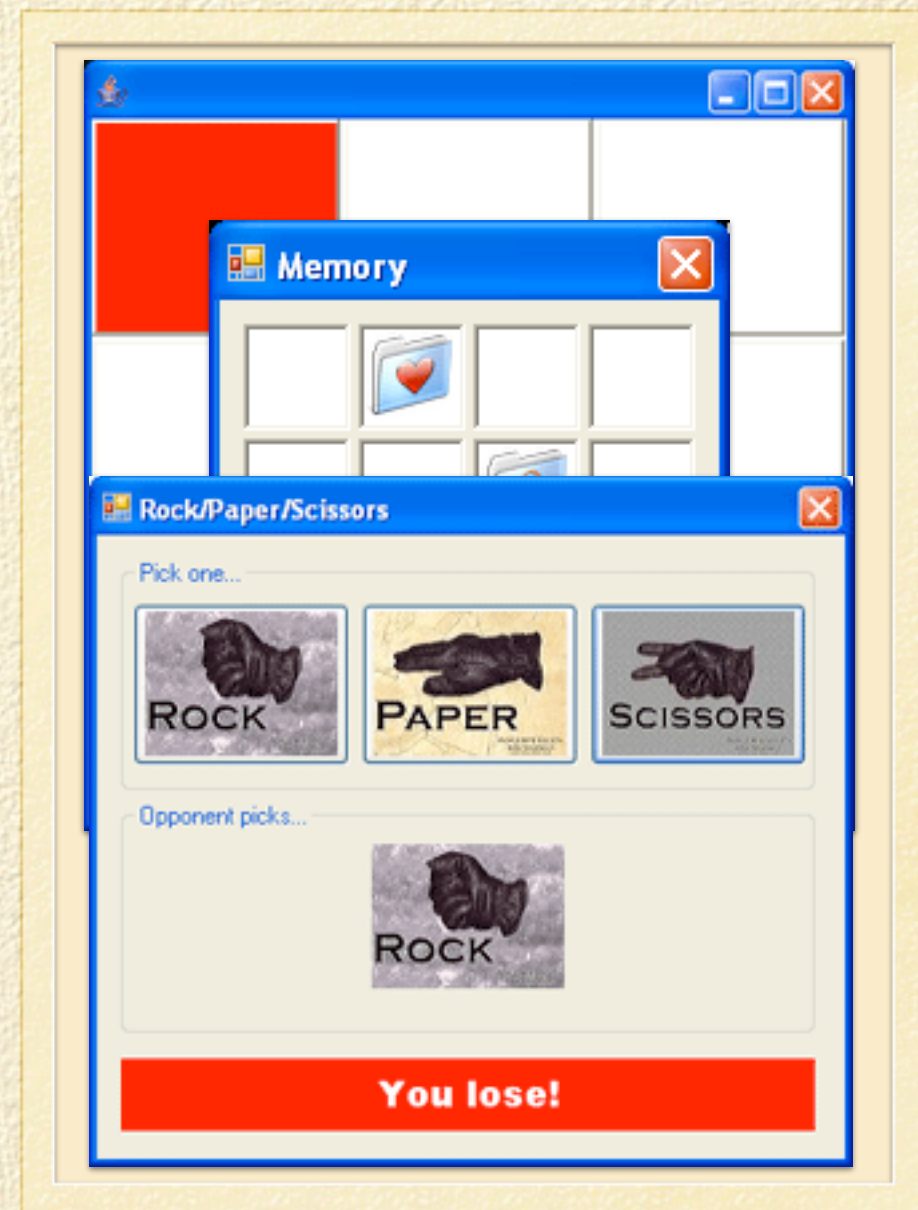 Memory
Rock/Paper/Scissors
Pick one...
ROCK
PAPER
SCISSORS
Opponent picks...
ROCK
You lose!